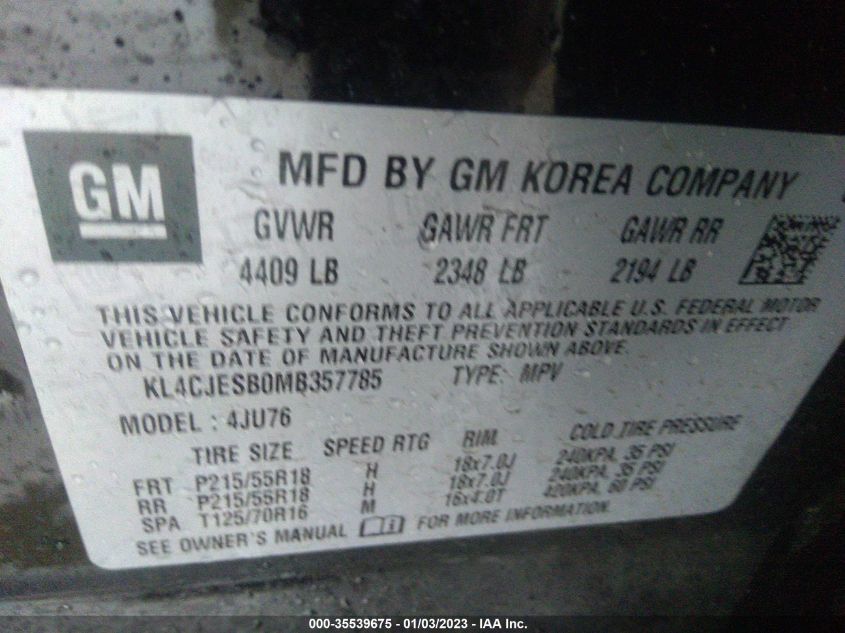 GM
MFD BY GM KOREA COMPANY
GVWR GAWR FRT GAWR RR
4409 LB 2348 LB 2194 LB
THIS VEHICLE CONFORMS TO ALL APPLICABLE U.S. FEDERAL MOTOR
VEHICLE SAFETY AND THEFT PREVENTION STANDARDS IN EFFECT
ON THE DATE OF MANUFACTURE SHOWN ABOVE.
KL4CJESB0MB357785 TYPE: MPV
MODEL : 4JU76
TIRE SIZE SPEED RTG RIM COLD TIRE PRESSURE
FRT P215/55R18 H 18x7.0J 240KPA, 35 PSI
RR P215/55R18 H 18x7.0J 240KPA, 35 PSI
SPA T125/70R16 M 16x4.0T 420KPA, 60 PSI
SEE OWNER'S MANUAL FOR MORE INFORMATION.
000-35539675 - 01/03/2023 - IAA Inc.